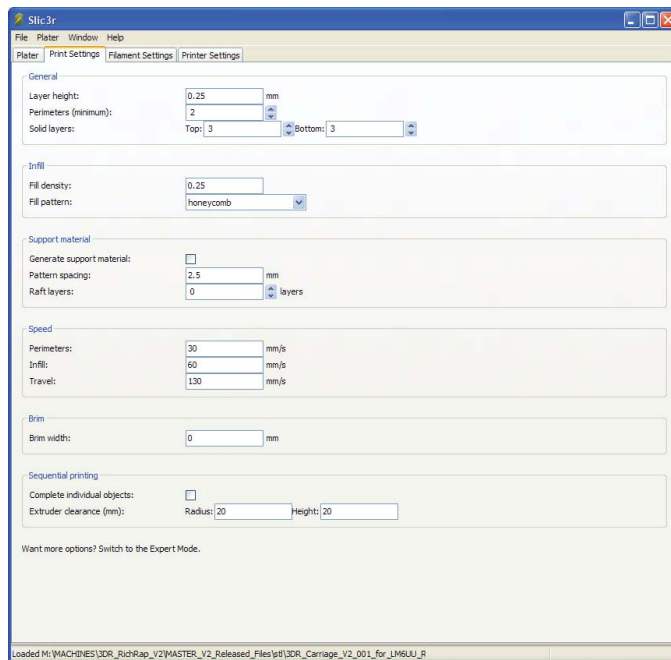 Slic3r
File Plater Window Help
Plater Print Settings Filament Settings Printer Settings
General
Layer height: 0.25 mm
Perimeters (minimum): 2
Solid layers: Top: 3 Bottom: 3
Infill
Fill density: 0.25
Fill pattern: honeycomb
Support material
Generate support material:
Pattern spacing: 2.5 mm
Raft layers: 0 layers
Speed
Perimeters: 30 mm/s
Infill: 60 mm/s
Travel: 130 mm/s
Brim
Brim width: 0 mm
Sequential printing
Complete individual objects:
Extruder clearance (mm): Radius: 20 Height: 20
Want more options? Switch to the Expert Mode.
Loaded M:\MACHINES\3DR_RichRap_V2\MASTER_V2_Released_Files\stl\3DR_Carriage_V2_001_for_LM6UU_R